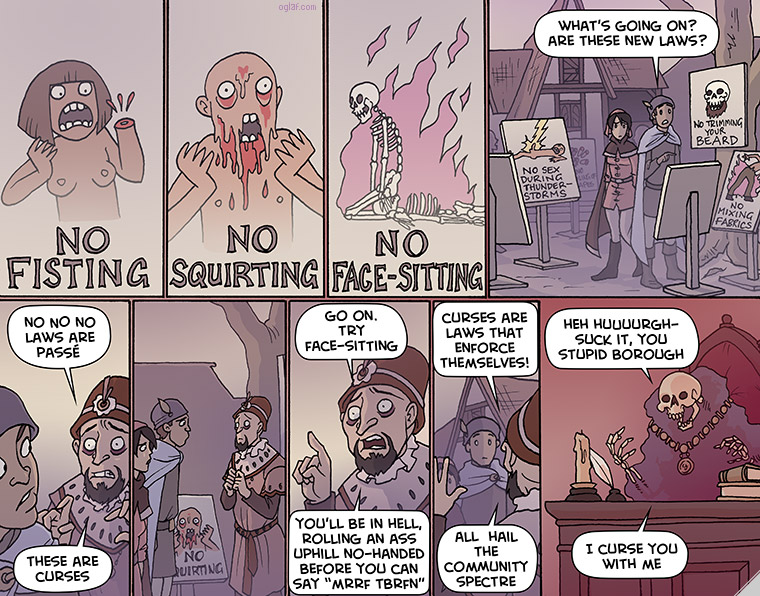 oglaf.com
NO
FISTING
NO
SQUIRTING
NO
FACE-SITTING
WHAT'S GOING ON?
ARE THESE NEW LAWS?
NO SEX
DURING
THUNDER-
STORMS
NO TRIMMING
YOUR
BEARD
NO
MIXING
FABRICS
NO NO NO
LAWS ARE
PASSÉ
THESE ARE
CURSES
NO
QUIRTING
GO ON.
TRY
FACE-SITTING
YOU'LL BE IN HELL,
ROLLING AN ASS
UPHILL NO-HANDED
BEFORE YOU CAN
SAY "MRRF TBRFN"
CURSES ARE
LAWS THAT
ENFORCE
THEMSELVES!
ALL HAIL
THE
COMMUNITY
SPECTRE
HEH HUUUURGH-
SUCK IT, YOU
STUPID BOROUGH
I CURSE YOU
WITH ME